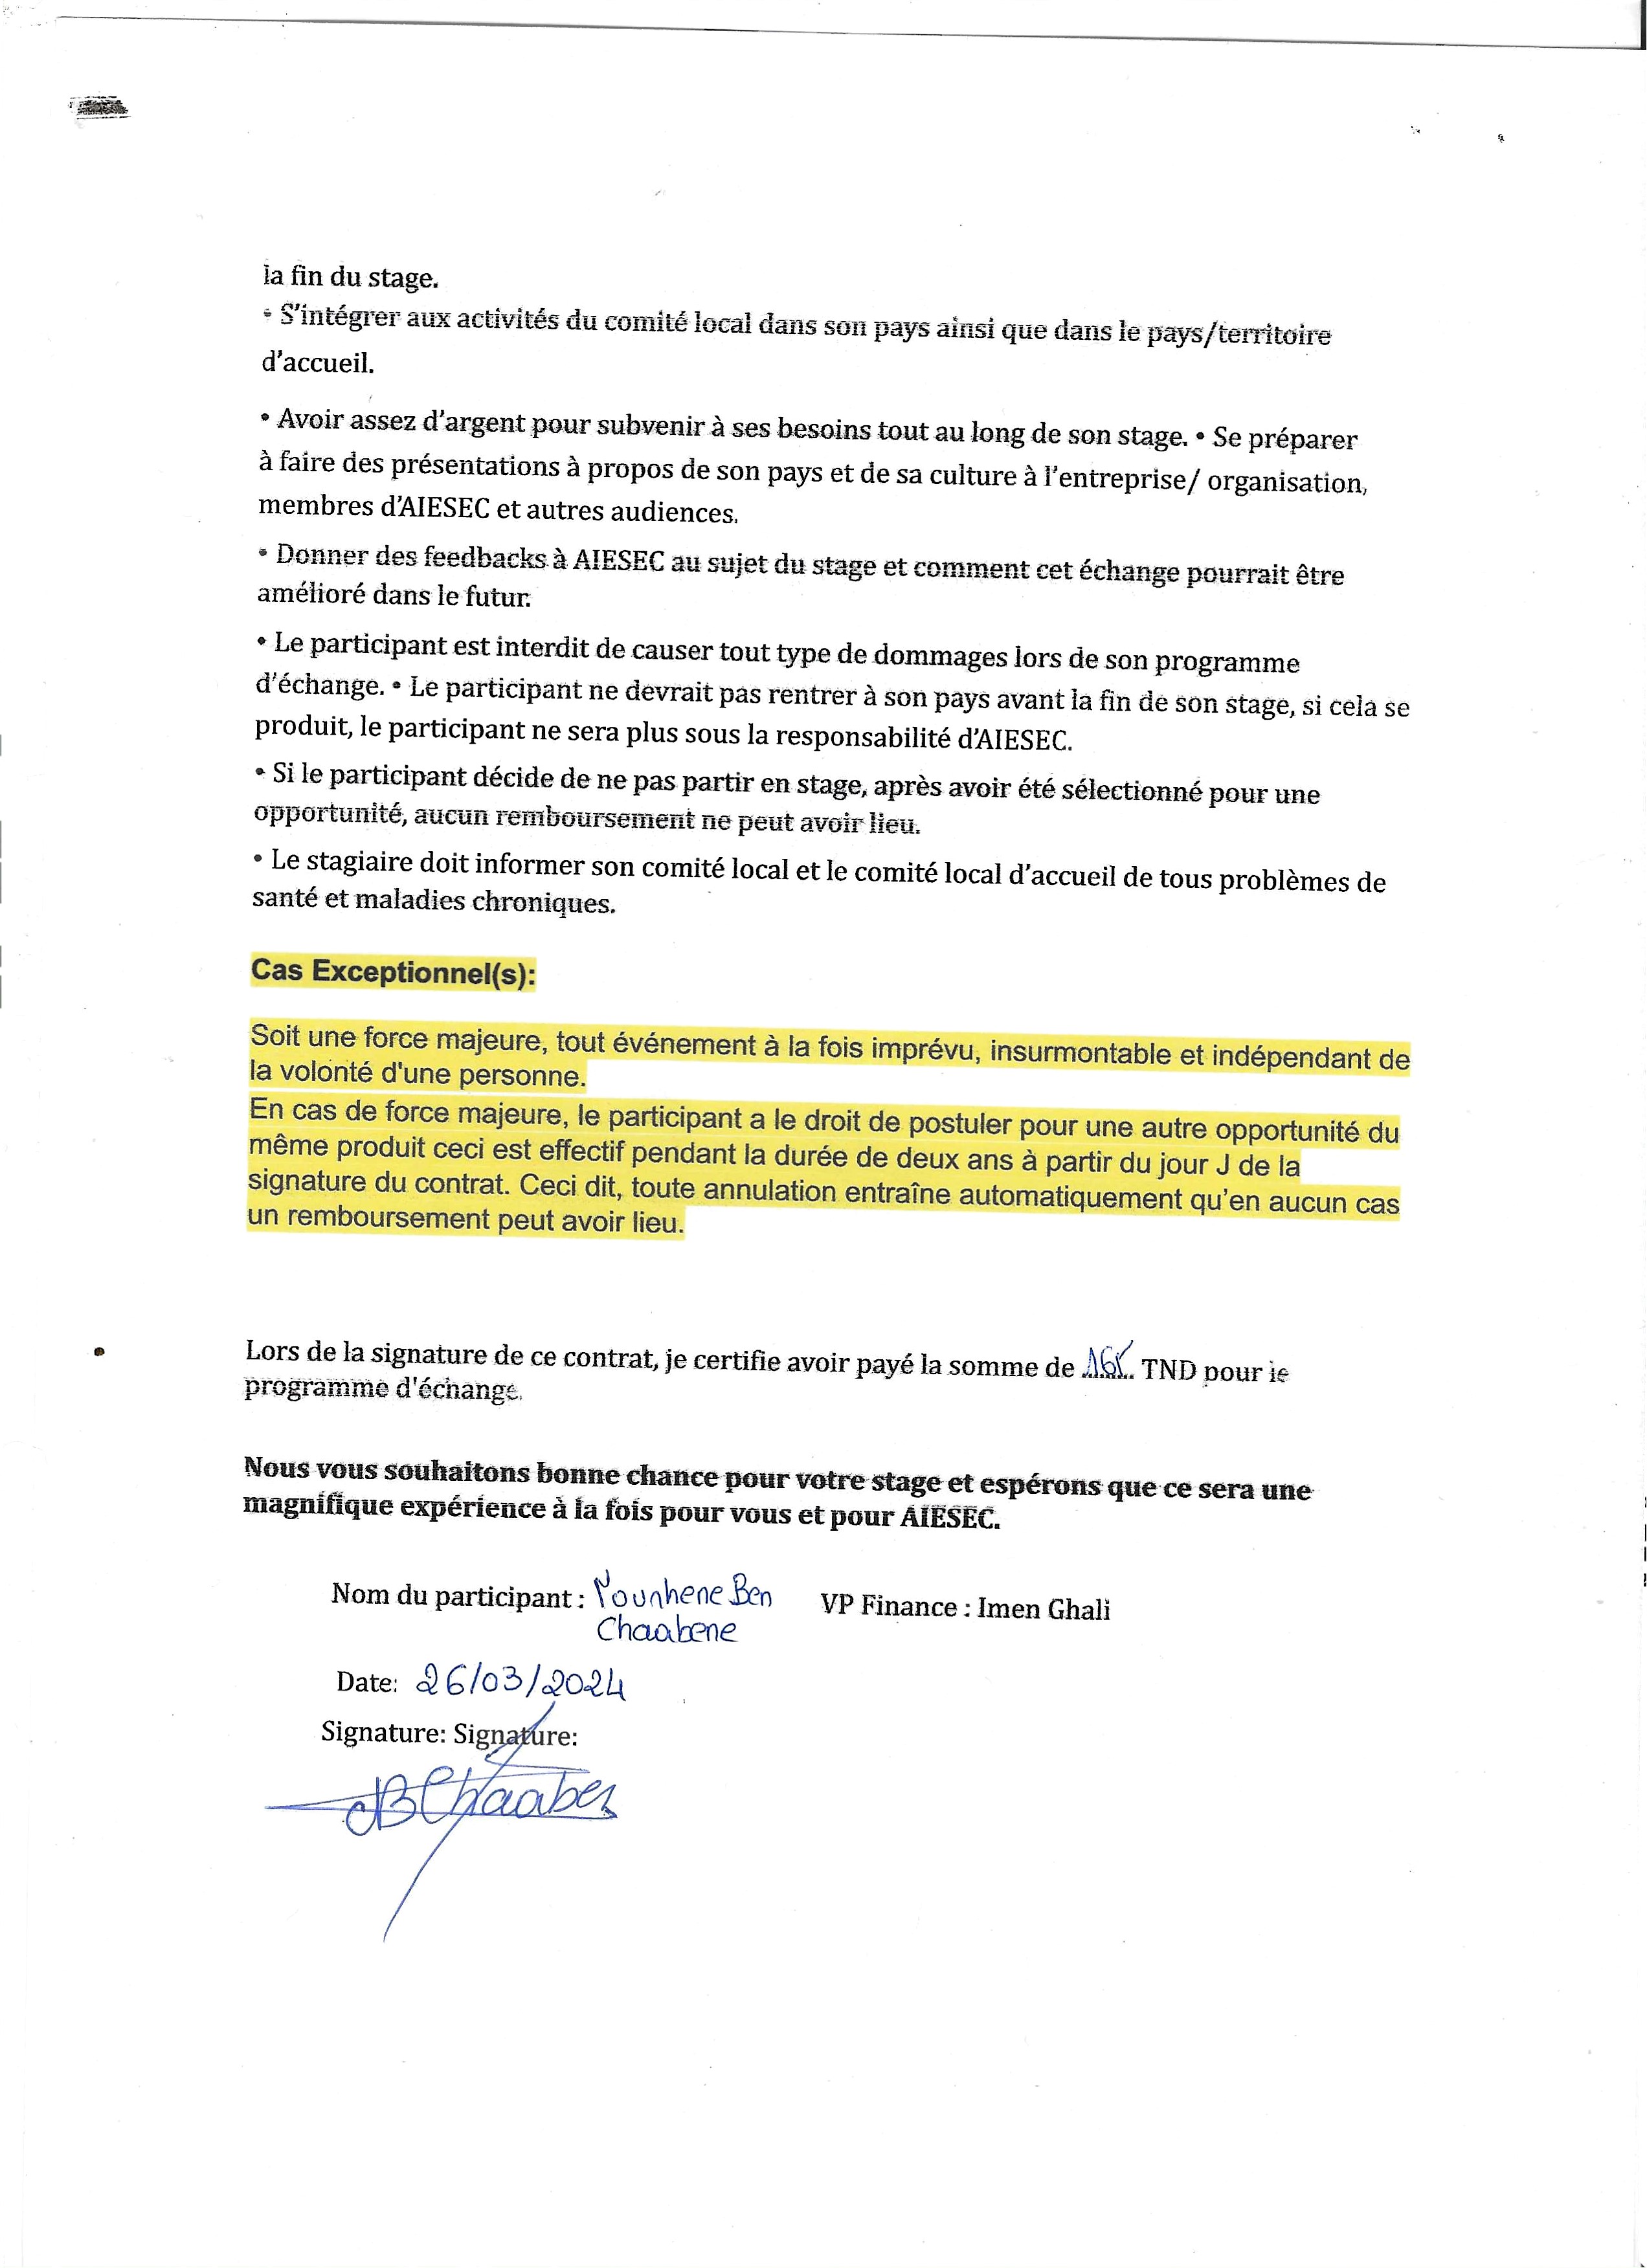 la fin du stage.
• S'intégrer aux activités du comité local dans son pays ainsi que dans le pays/territoire
d'accueil.
• Avoir assez d'argent pour subvenir à ses besoins tout au long de son stage. • Se préparer
à faire des présentations à propos de son pays et de sa culture à l'entreprise/ organisation,
membres d'AIESEC et autres audiences.
• Donner des feedbacks à AIESEC au sujet du stage et comment cet échange pourrait être
amélioré dans le futur.
• Le participant est interdit de causer tout type de dommages lors de son programme
d'échange. • Le participant ne devrait pas rentrer à son pays avant la fin de son stage, si cela se
produit, le participant ne sera plus sous la responsabilité d'AIESEC.
• Si le participant décide de ne pas partir en stage, après avoir été sélectionné pour une
opportunité, aucun remboursement ne peut avoir lieu.
• Le stagiaire doit informer son comité local et le comité local d'accueil de tous problèmes de
santé et maladies chroniques.
Cas Exceptionnel(s):
Soit une force majeure, tout événement à la fois imprévu, insurmontable et indépendant de
la volonté d'une personne.
En cas de force majeure, le participant a le droit de postuler pour une autre opportunité du
même produit ceci est effectif pendant la durée de deux ans à partir du jour J de la
signature du contrat. Ceci dit, toute annulation entraîne automatiquement qu'en aucun cas
un remboursement peut avoir lieu.
Lors de la signature de ce contrat, je certifie avoir payé la somme de TND pour le
programme d'échange.
Nous vous souhaitons bonne chance pour votre stage et espérons que ce sera une
magnifique expérience à la fois pour vous et pour AIESEC.
Nom du participant : Ben VP Finance : Imen Ghali
Chaabene
Date: 26/03/2024
Signature: Signature: